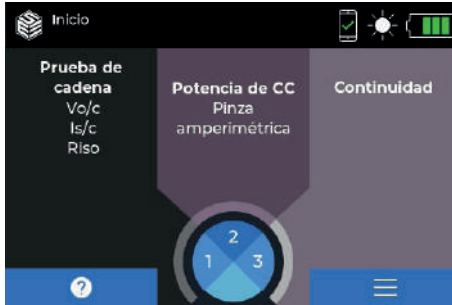 Inicio
Prueba de
cadena
Vo/c
Is/c
Riso
Potencia de CC
Pinza
amperimétrica
Continuidad
1
2
3
?